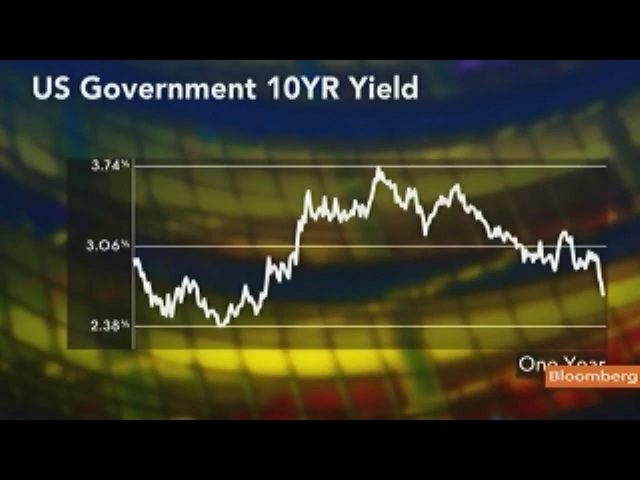 US Government 10YR Yield
3.74%
3.06%
2.38%
One Year
Bloomberg